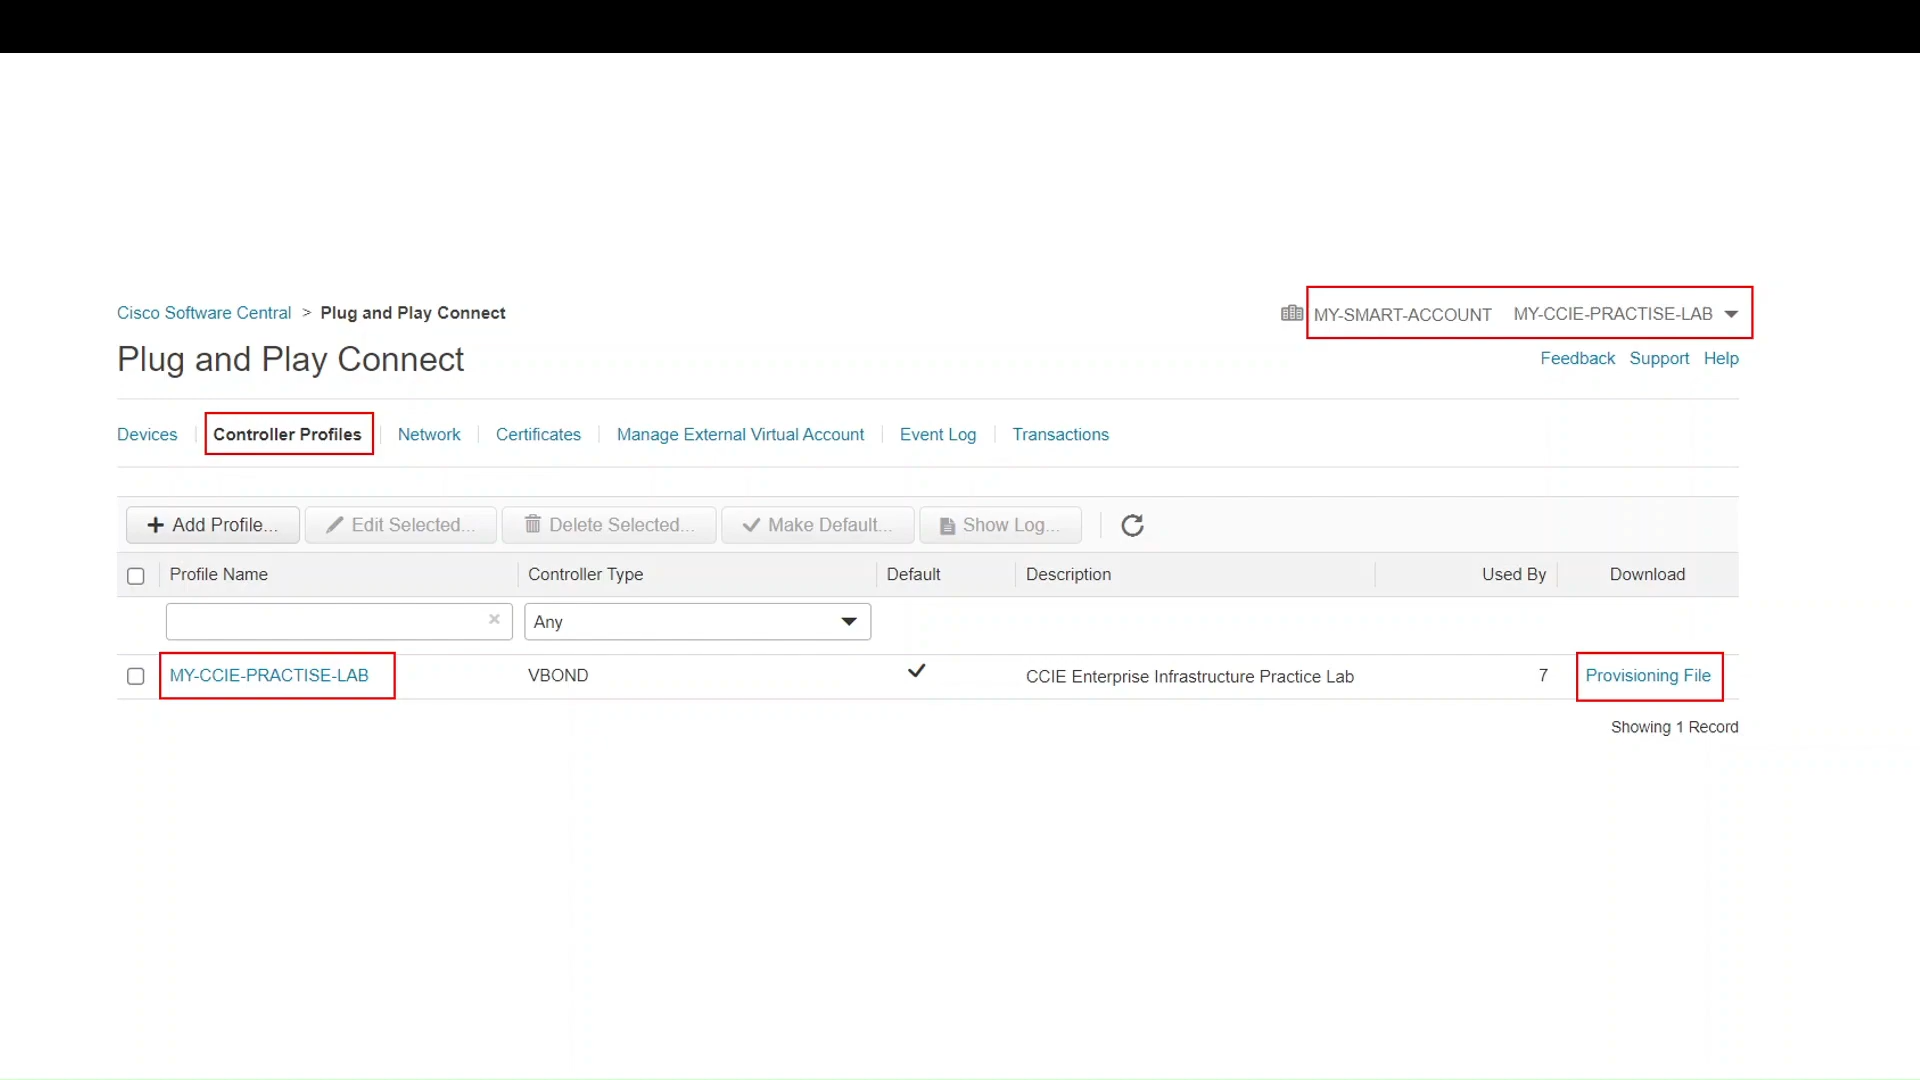 Cisco Software Central > Plug and Play Connect
MY-SMART-ACCOUNT MY-CCIE-PRACTISE-LAB
Plug and Play Connect
Feedback Support Help
Devices Controller Profiles Network Certificates Manage External Virtual Account Event Log Transactions
Add Profile... Edit Selected... Delete Selected... Make Default... Show Log...
Profile Name Controller Type Default Description Used By Download
Any
MY-CCIE-PRACTISE-LAB VBOND CCIE Enterprise Infrastructure Practice Lab 7 Provisioning File
Showing 1 Record